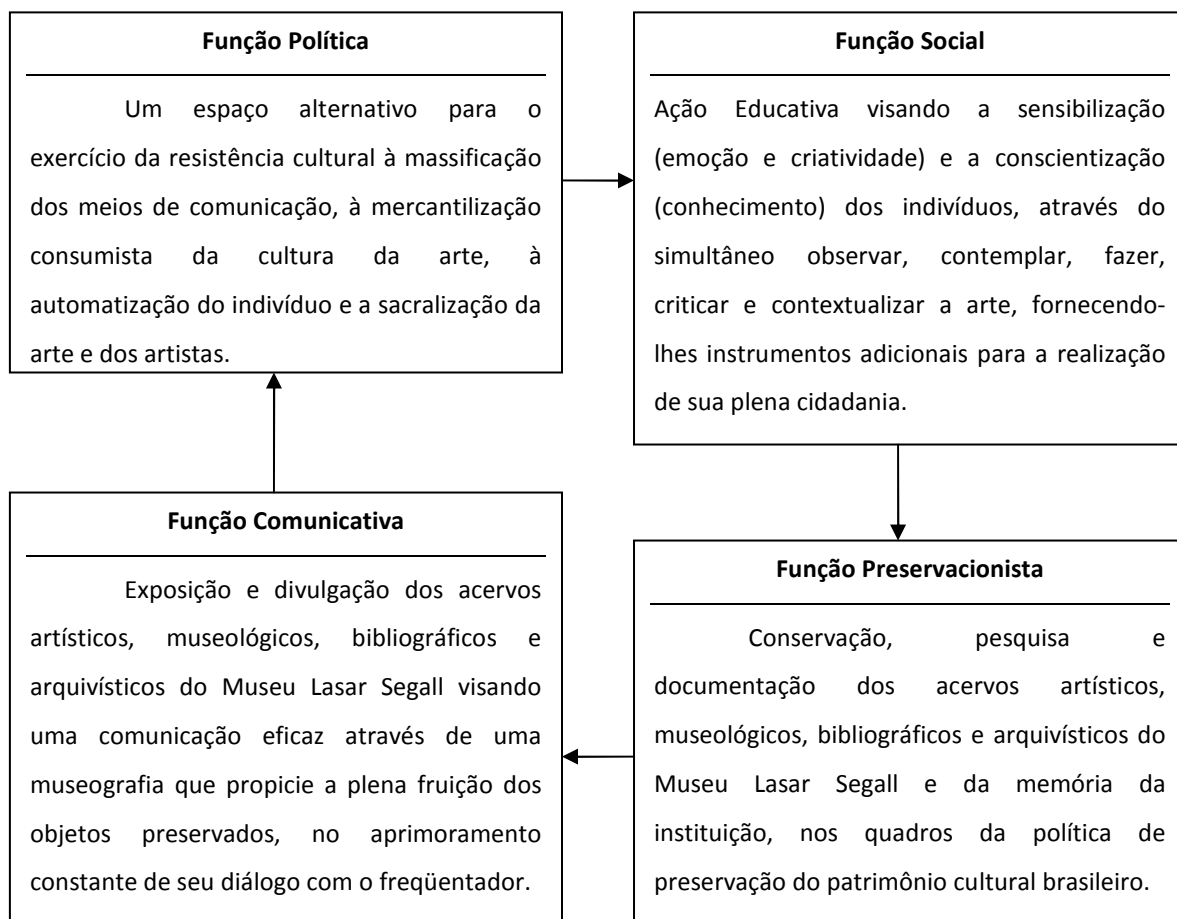 Função Política
Um espaço alternativo para o
exercício da resistência cultural à massificação
dos meios de comunicação, à mercantilização
consumista da cultura da arte, à
automatização do indivíduo e a sacralização da
arte e dos artistas.
Função Social
Ação Educativa visando a sensibilização
(emoção e criatividade) e a conscientização
(conhecimento) dos indivíduos, através do
simultâneo observar, contemplar, fazer,
criticar e contextualizar a arte, fornecendo-
lhes instrumentos adicionais para a realização
de sua plena cidadania.
Função Comunicativa
Exposição e divulgação dos acervos
artísticos, museológicos, bibliográficos e
arquivísticos do Museu Lasar Segall visando
uma comunicação eficaz através de uma
museografia que propicie a plena fruição dos
objetos preservados, no aprimoramento
constante de seu diálogo com o freqüentador.
Função Preservacionista
Conservação, pesquisa e
documentação dos acervos artísticos,
museológicos, bibliográficos e arquivísticos do
Museu Lasar Segall e da memória da
instituição, nos quadros da política de
preservação do patrimônio cultural brasileiro.